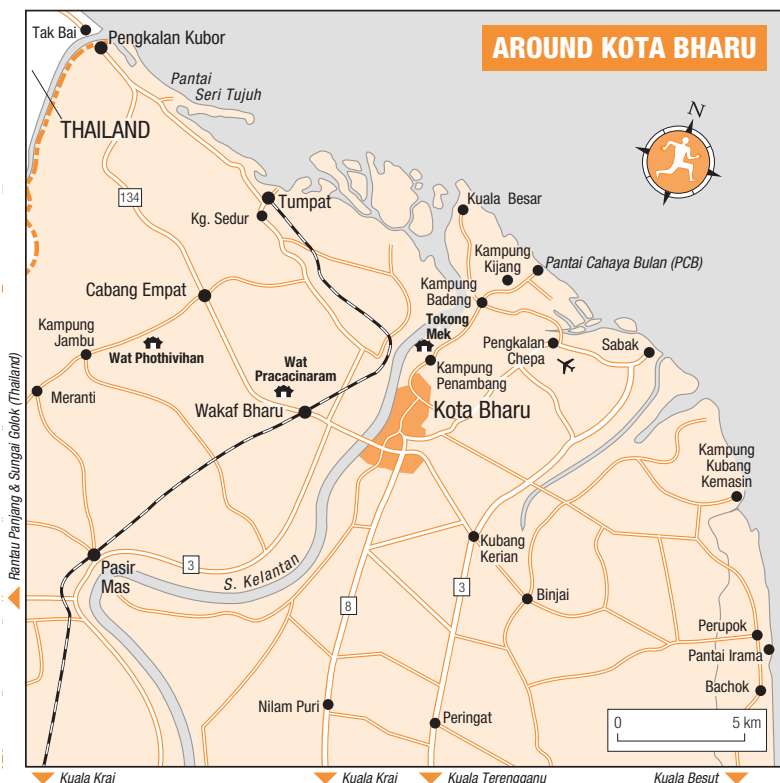 AROUND KOTA BHARU
Tak Bai
Pengkalan Kubor
Pantai
Seri Tujuh
THAILAND
N
134
Tumpat
Kg. Sedur
Kuala Besar
Kampung
Kijang
Pantai Cahaya Bulan (PCB)
Cabang Empat
Kampung
Badang
Kampung
Jambu
Wat Phothivihan
Tokong
Mek
Pengkalan
Chepa
Sabak
Wat
Pracacinaram
Kampung
Penambang
Meranti
Wakaf Bharu
Kota Bharu
Rantau Panjang & Sungai Golok (Thailand)
Kampung
Kubang
Kemasin
Kubang
Kerian
Pasir
Mas
3
S. Kelantan
3
8
Binjai
Perupok
Pantai Irama
Bachok
Nilam Puri
Peringat
0
5 km
Kuala Krai
Kuala Krai
Kuala Terengganu
Kuala Besut